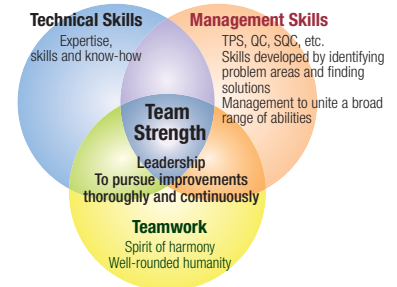 Technical Skills
Expertise,
skills and know-how
Management Skills
TPS, QC, SQC, etc.
Skills developed by identifying
problem areas and finding
solutions
Management to unite a broad
range of abilities
Team
Strength
Leadership
To pursue improvements
thoroughly and continuously
Teamwork
Spirit of harmony
Well-rounded humanity